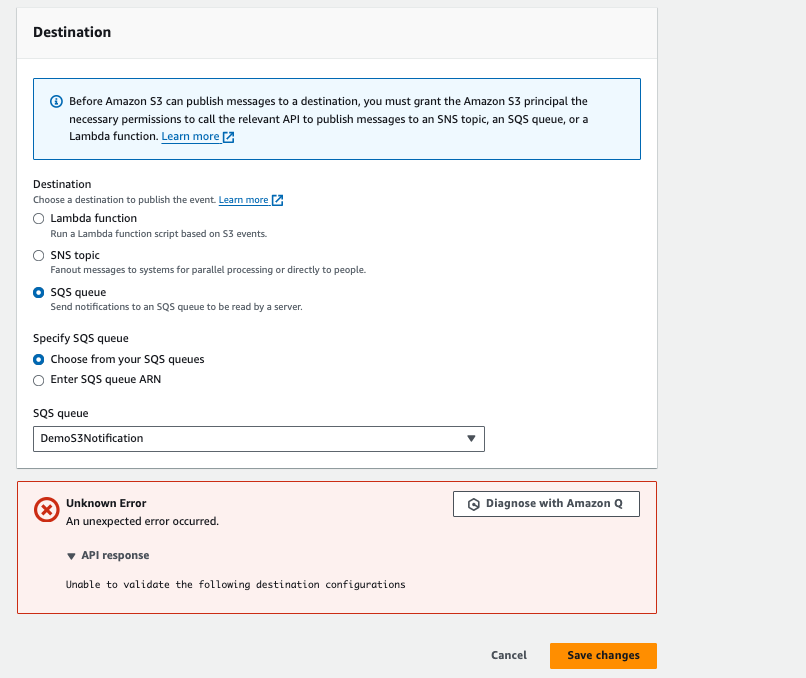 Destination
Before Amazon S3 can publish messages to a destination, you must grant the Amazon S3 principal the
necessary permissions to call the relevant API to publish messages to an SNS topic, an SQS queue, or a
Lambda function. Learn more
Destination
Choose a destination to publish the event. Learn more
Lambda function
Run a Lambda function script based on S3 events.
SNS topic
Fanout messages to systems for parallel processing or directly to people.
SQS queue
Send notifications to an SQS queue to be read by a server.
Specify SQS queue
Choose from your SQS queues
Enter SQS queue ARN
SQS queue
DemoS3Notification
Unknown Error
Diagnose with Amazon Q
An unexpected error occurred.
API response
Unable to validate the following destination configurations
Cancel
Save changes